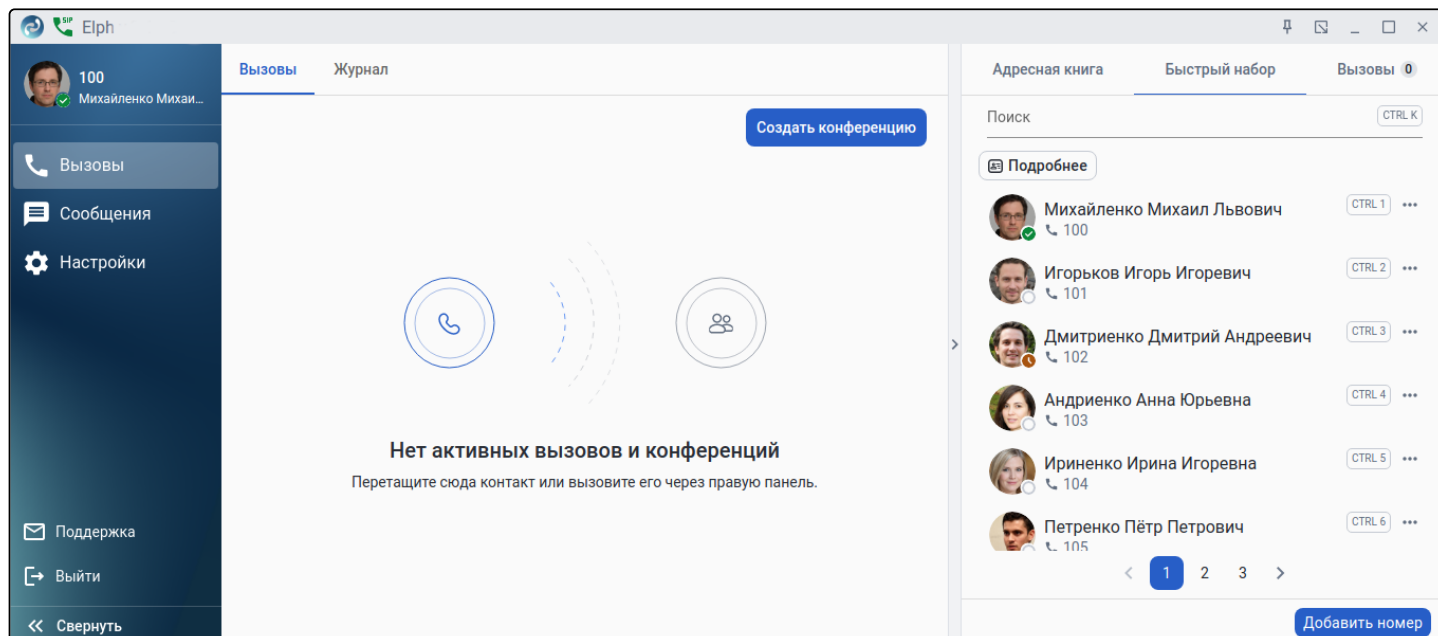 SIP Elph
100
Михайленко Михаи...
Вызовы
Сообщения
Настройки
Поддержка
Выйти
Свернуть
Вызовы Журнал
Создать конференцию
Нет активных вызовов и конференций
Перетащите сюда контакт или вызовите его через правую панель.
Адресная книга Быстрый набор Вызовы 0
Поиск CTRL K
Подробнее
Михайленко Михаил Львович CTRL 1
100
Игорьков Игорь Игоревич CTRL 2
101
Дмитриенко Дмитрий Андреевич CTRL 3
102
Андриенко Анна Юрьевна CTRL 4
103
Ириненко Ирина Игоревна CTRL 5
104
Петренко Пётр Петрович CTRL 6
105
1 2 3
Добавить номер